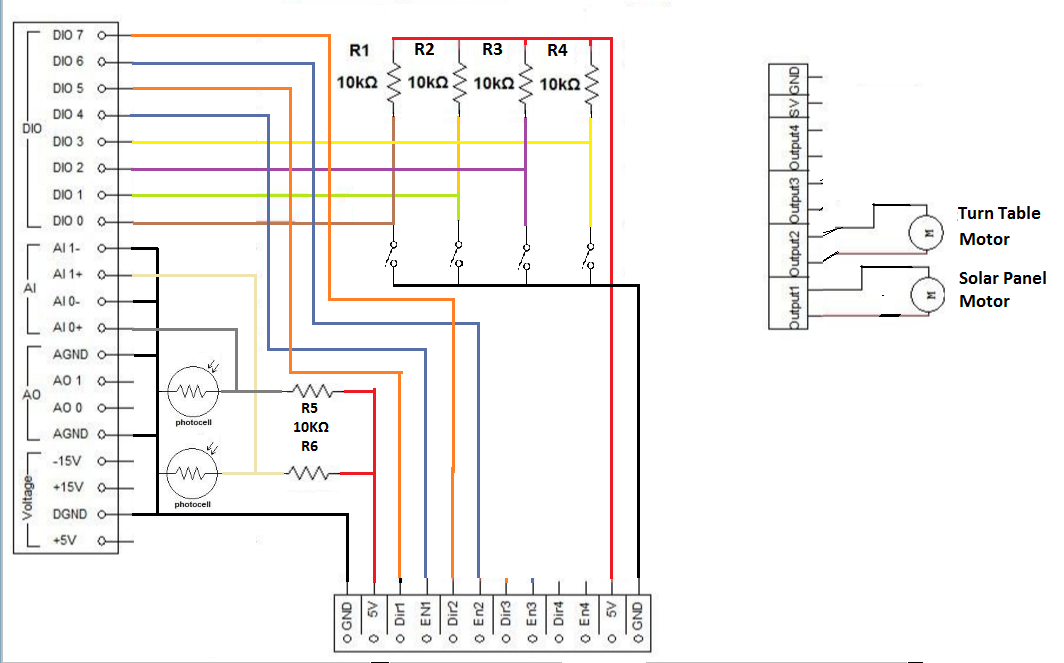 DIO
DIO 7
DIO 6
DIO 5
DIO 4
DIO 3
DIO 2
DIO 1
DIO 0
AI
AI 1-
AI 1+
AI 0-
AI 0+
AO
AGND
AO 1
AO 0
AGND
Voltage
-15V
+15V
DGND
+5V
R1
10kΩ
R2
10kΩ
R3
10kΩ
R4
10kΩ
photocell
photocell
R5
10KΩ
R6
GND
5V
Dir1
EN1
Dir2
En2
Dir3
En3
Dir4
En4
5V
GND
GND
5V
Output4
Output3
Output2
Output1
M
Turn Table
Motor
M
Solar Panel
Motor